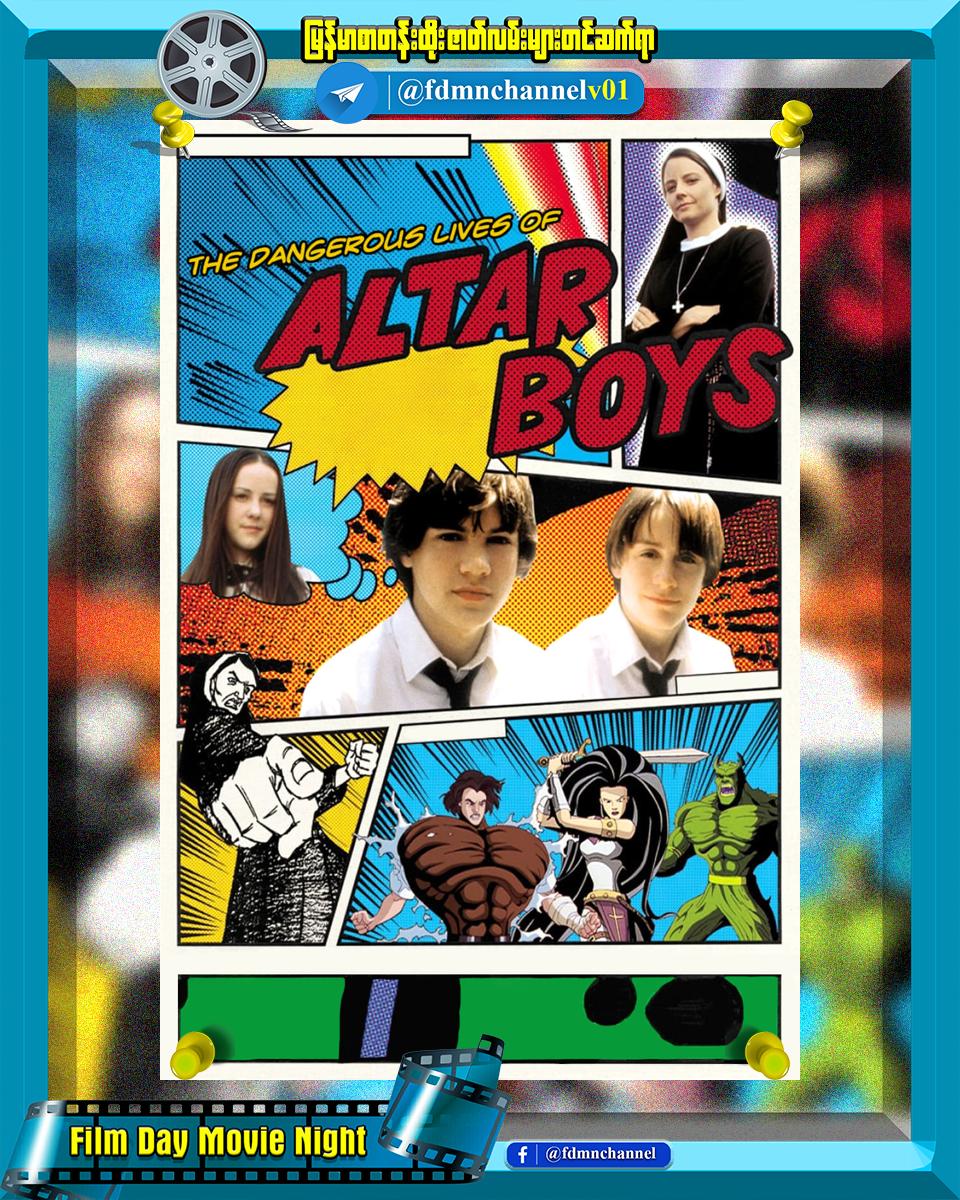 မြန်မာစာတန်းထိုးဇာတ်လမ်းများတင်ဆက်ရာ
@fdmnchannelv01
THE DANGEROUS LIVES OF
ALTAR
BOYS
Film Day Movie Night
@fdmnchannel